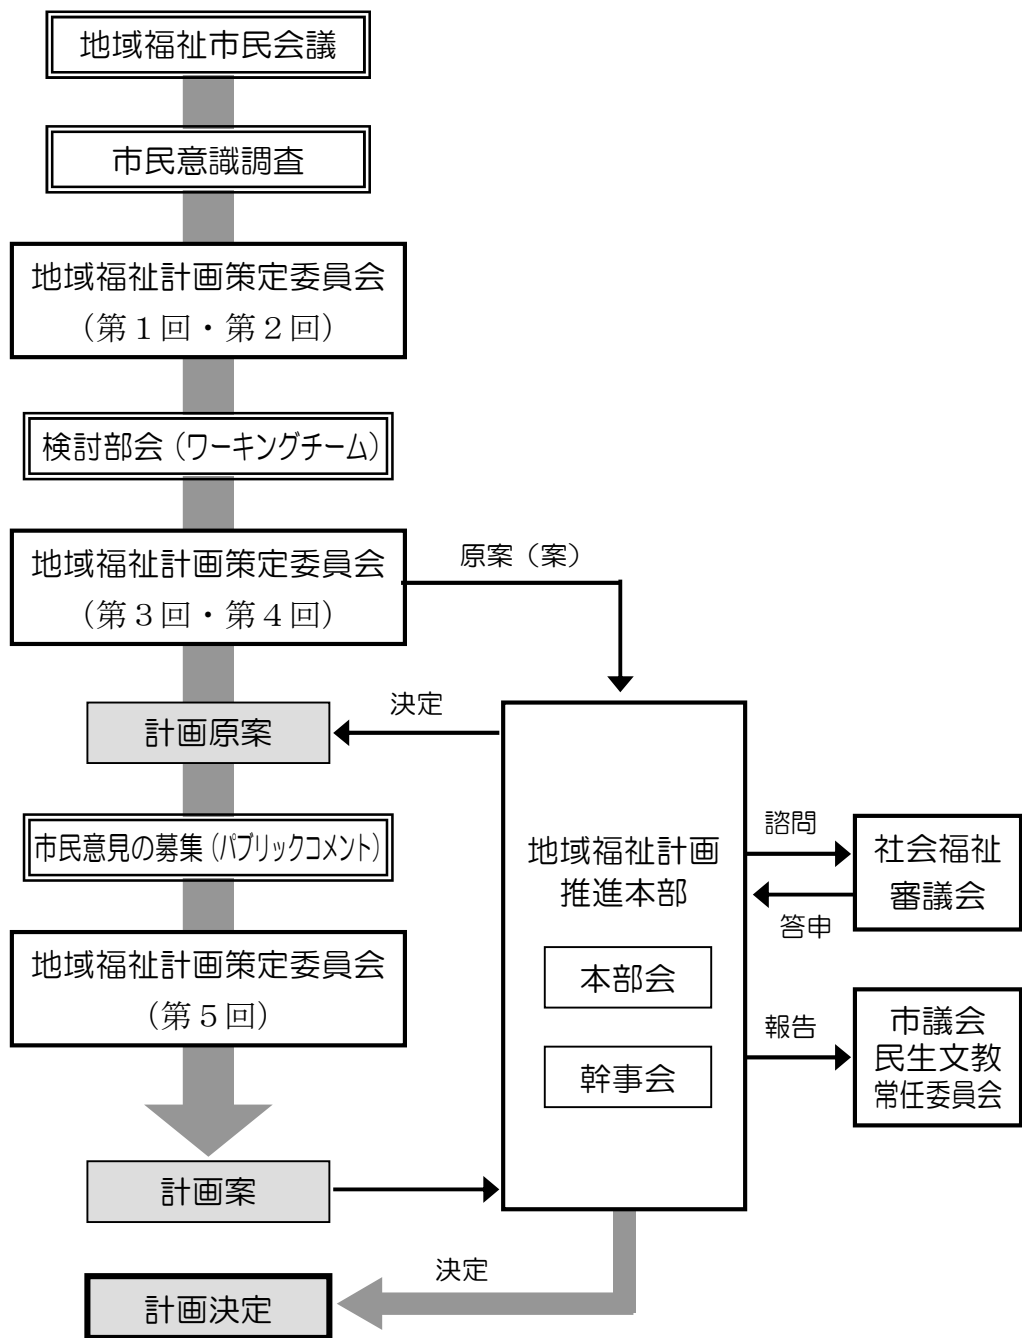 地域福祉市民会議
市民意識調査
地域福祉計画策定委員会
（第１回・第２回）
検討部会（ワーキングチーム）
地域福祉計画策定委員会
（第３回・第４回）
原案（案）
計画原案
決定
市民意見の募集（パブリックコメント）
地域福祉計画策定委員会
（第５回）
地域福祉計画
推進本部
本部会
幹事会
諮問
答申
社会福祉
審議会
報告
市議会
民生文教
常任委員会
計画案
決定
計画決定